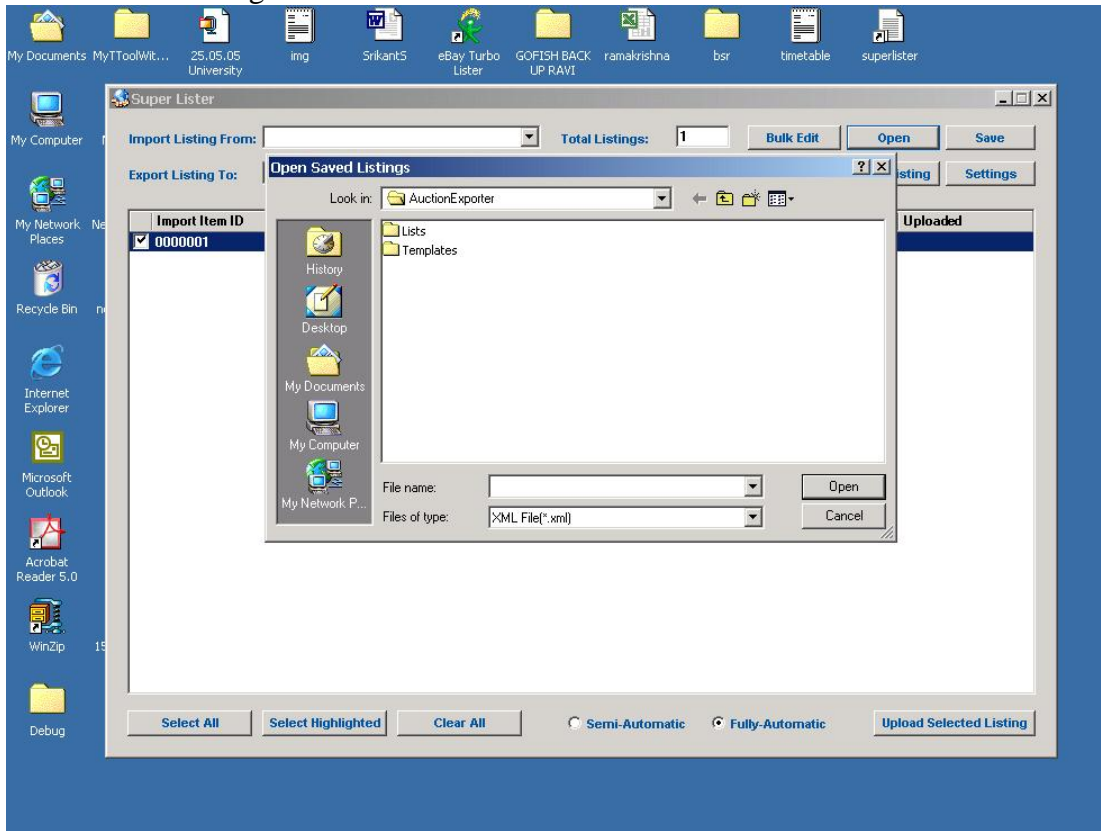 My Documents
MyTToolWit...
25.05.05
University
img
SrikantS
eBay Turbo
Lister
GOFISH BACK
UP RAVI
ramakrishna
bsr
timetable
superlister
Super Lister
My Computer
Import Listing From:
Total Listings:
1
Bulk Edit
Open
Save
Export Listing To:
Open Saved Listings
isting
Settings
Look in:
AuctionExporter
My Network
Places
Ne
Import Item ID
Uploaded
0000001
Lists
Templates
History
Recycle Bin
Desktop
My Documents
Internet
Explorer
My Computer
Microsoft
Outlook
My Network P...
File name:
Open
Files of type:
XML File(*.xml)
Cancel
Acrobat
Reader 5.0
WinZip
15
Debug
Select All
Select Highlighted
Clear All
Semi-Automatic
Fully-Automatic
Upload Selected Listing